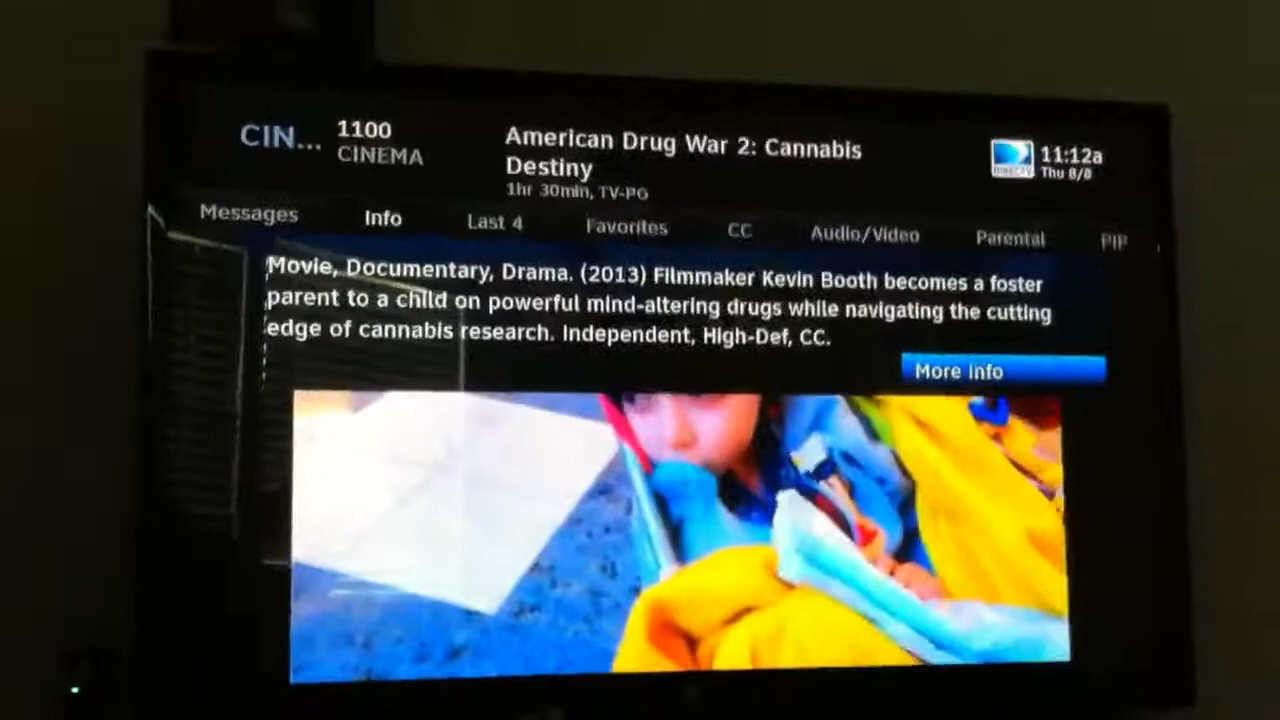 CIN...
1100
CINEMA
American Drug War 2: Cannabis
Destiny
1hr 30min, TV-PG
DIRECTV
11:12a
Thu 8/8
Messages Info Last 4 Favorites CC Audio/Video Parental PIP
Movie, Documentary, Drama. (2013) Filmmaker Kevin Booth becomes a foster
parent to a child on powerful mind-altering drugs while navigating the cutting
edge of cannabis research. Independent, High-Def, CC.
More Info